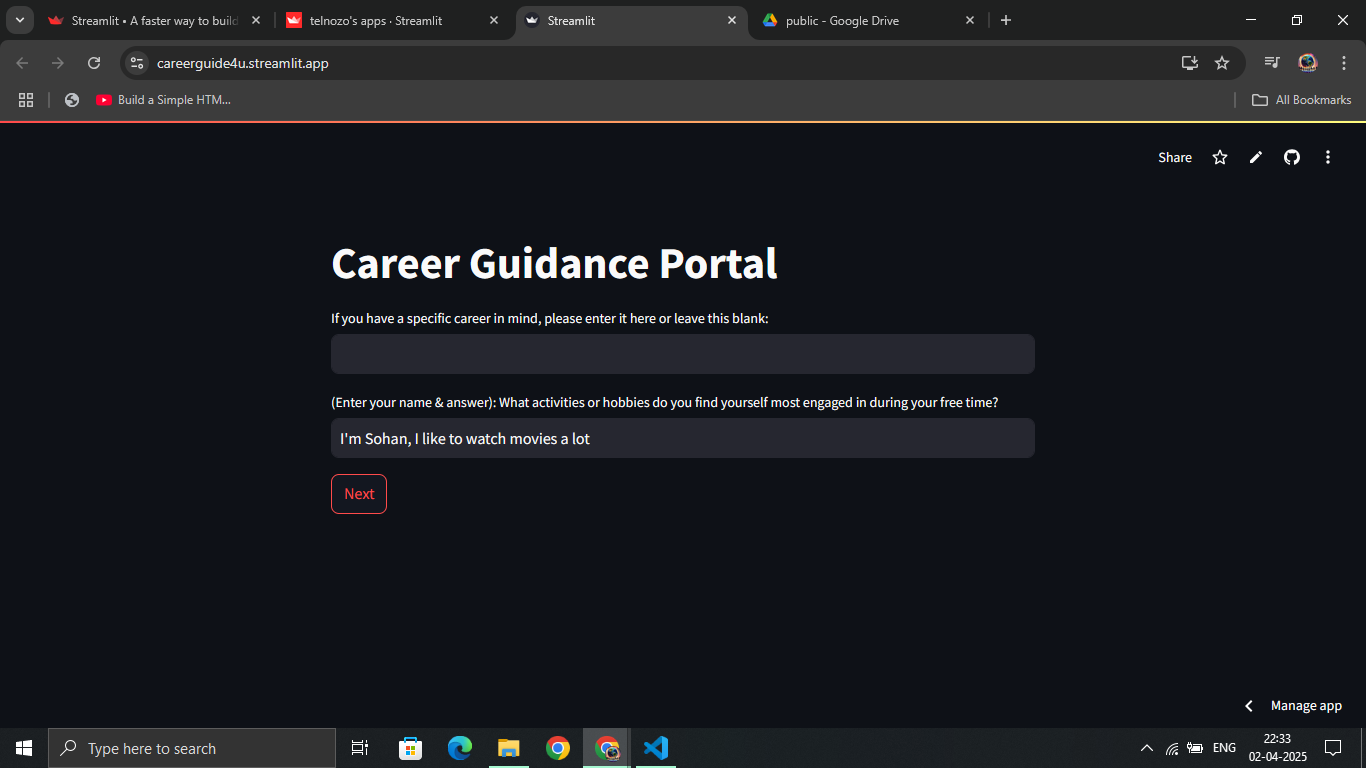 Streamlit • A faster way to build
telnozo's apps · Streamlit
Streamlit
public - Google Drive
careerguide4u.streamlit.app
Build a Simple HTM...
All Bookmarks
Share
Career Guidance Portal
If you have a specific career in mind, please enter it here or leave this blank:
(Enter your name & answer): What activities or hobbies do you find yourself most engaged in during your free time?
I'm Sohan, I like to watch movies a lot
Next
Manage app
Type here to search
ENG
22:33
02-04-2025